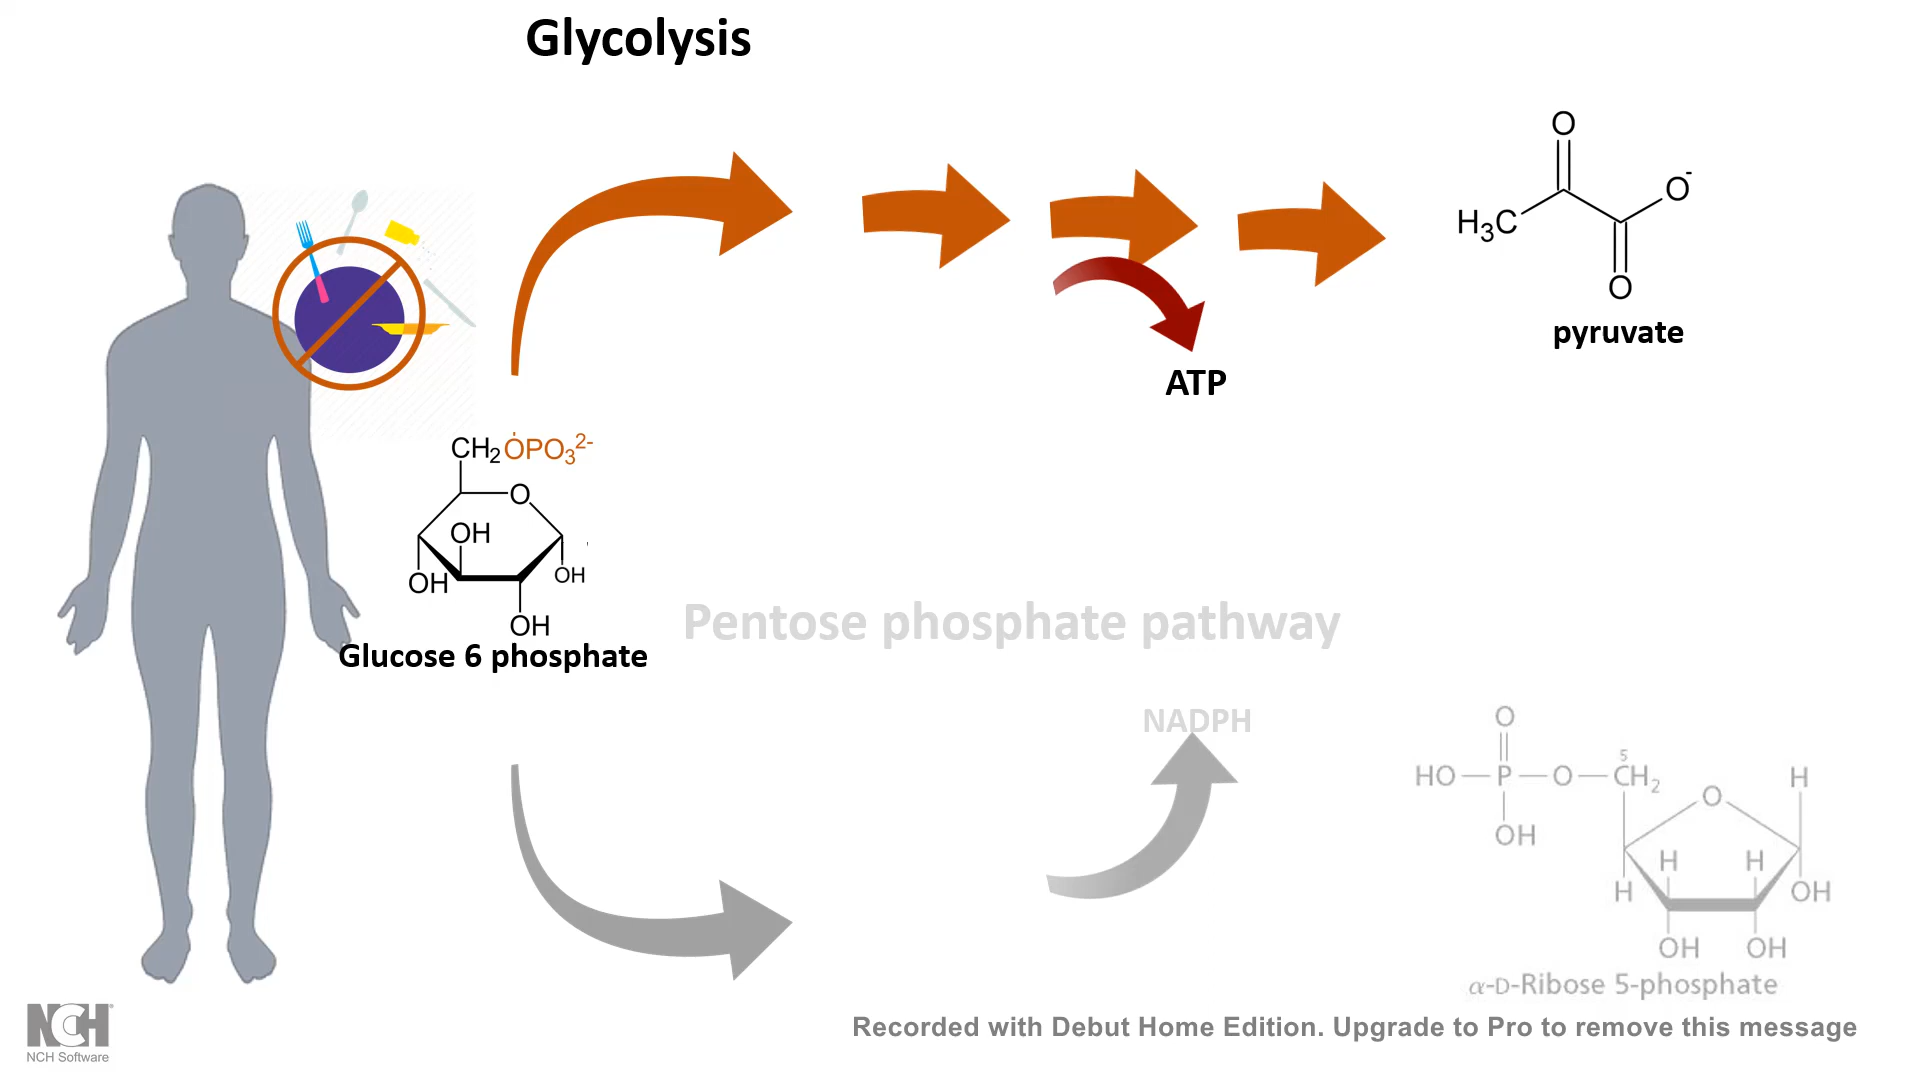 Glycolysis
O
O-
H3C
O
pyruvate
ATP
CH2OPO3 2-
O
OH
OH
OH
OH
Glucose 6 phosphate
Pentose phosphate pathway
NADPH
O
5
HO P O CH2 H
O
OH
H H
H OH
OH OH
α-D-Ribose 5-phosphate
NCH
NCH Software
Recorded with Debut Home Edition. Upgrade to Pro to remove this message